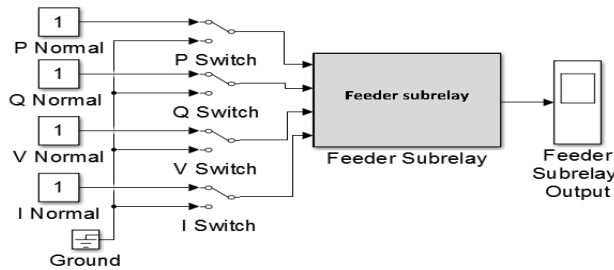 1
P Normal
P Switch
1
Q Normal
Q Switch
1
V Normal
V Switch
1
I Normal
I Switch
Ground
Feeder subrelay
Feeder Subrelay
Feeder
Subrelay
Output